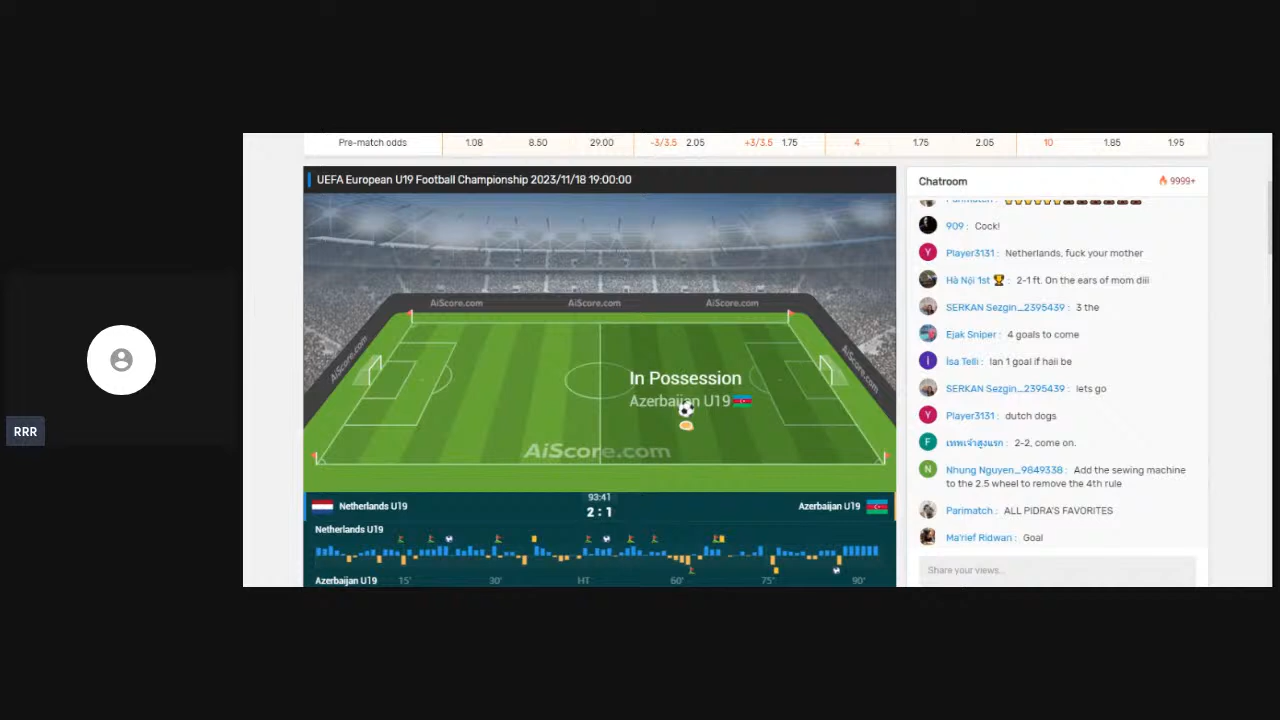 Pre-match odds 1.08 8.50 29.00 -3/3.5 2.05 +3/3.5 1.75 4 1.75 2.05 10 1.85 1.95
UEFA European U19 Football Championship 2023/11/18 19:00:00
AiScore.com AiScore.com AiScore.com
AiScore.com
AiScore.com
In Possession
Azerbaijan U19
AiScore.com
93:41
Netherlands U19 2 : 1 Azerbaijan U19
Netherlands U19
Azerbaijan U19 15' 30' HT 60' 75' 90'
Chatroom 9999+
Parimatch :
909 : Cock!
Y Player3131 : Netherlands, fuck your mother
Hà Nội 1st 🏆 : 2-1 ft. On the ears of mom diii
SERKAN Sezgin_2395439 : 3 the
Ejak Sniper : 4 goals to come
İsa Telli : Ian 1 goal if haii be
SERKAN Sezgin_2395439 : lets go
Y Player3131 : dutch dogs
F เทพเจ้าสูงแรก : 2-2, come on.
N Nhung Nguyen_9849338 : Add the sewing machine
to the 2.5 wheel to remove the 4th rule
Parimatch : ALL PIDRA'S FAVORITES
Ma'rief Ridwan : Goal
Share your views...
RRR